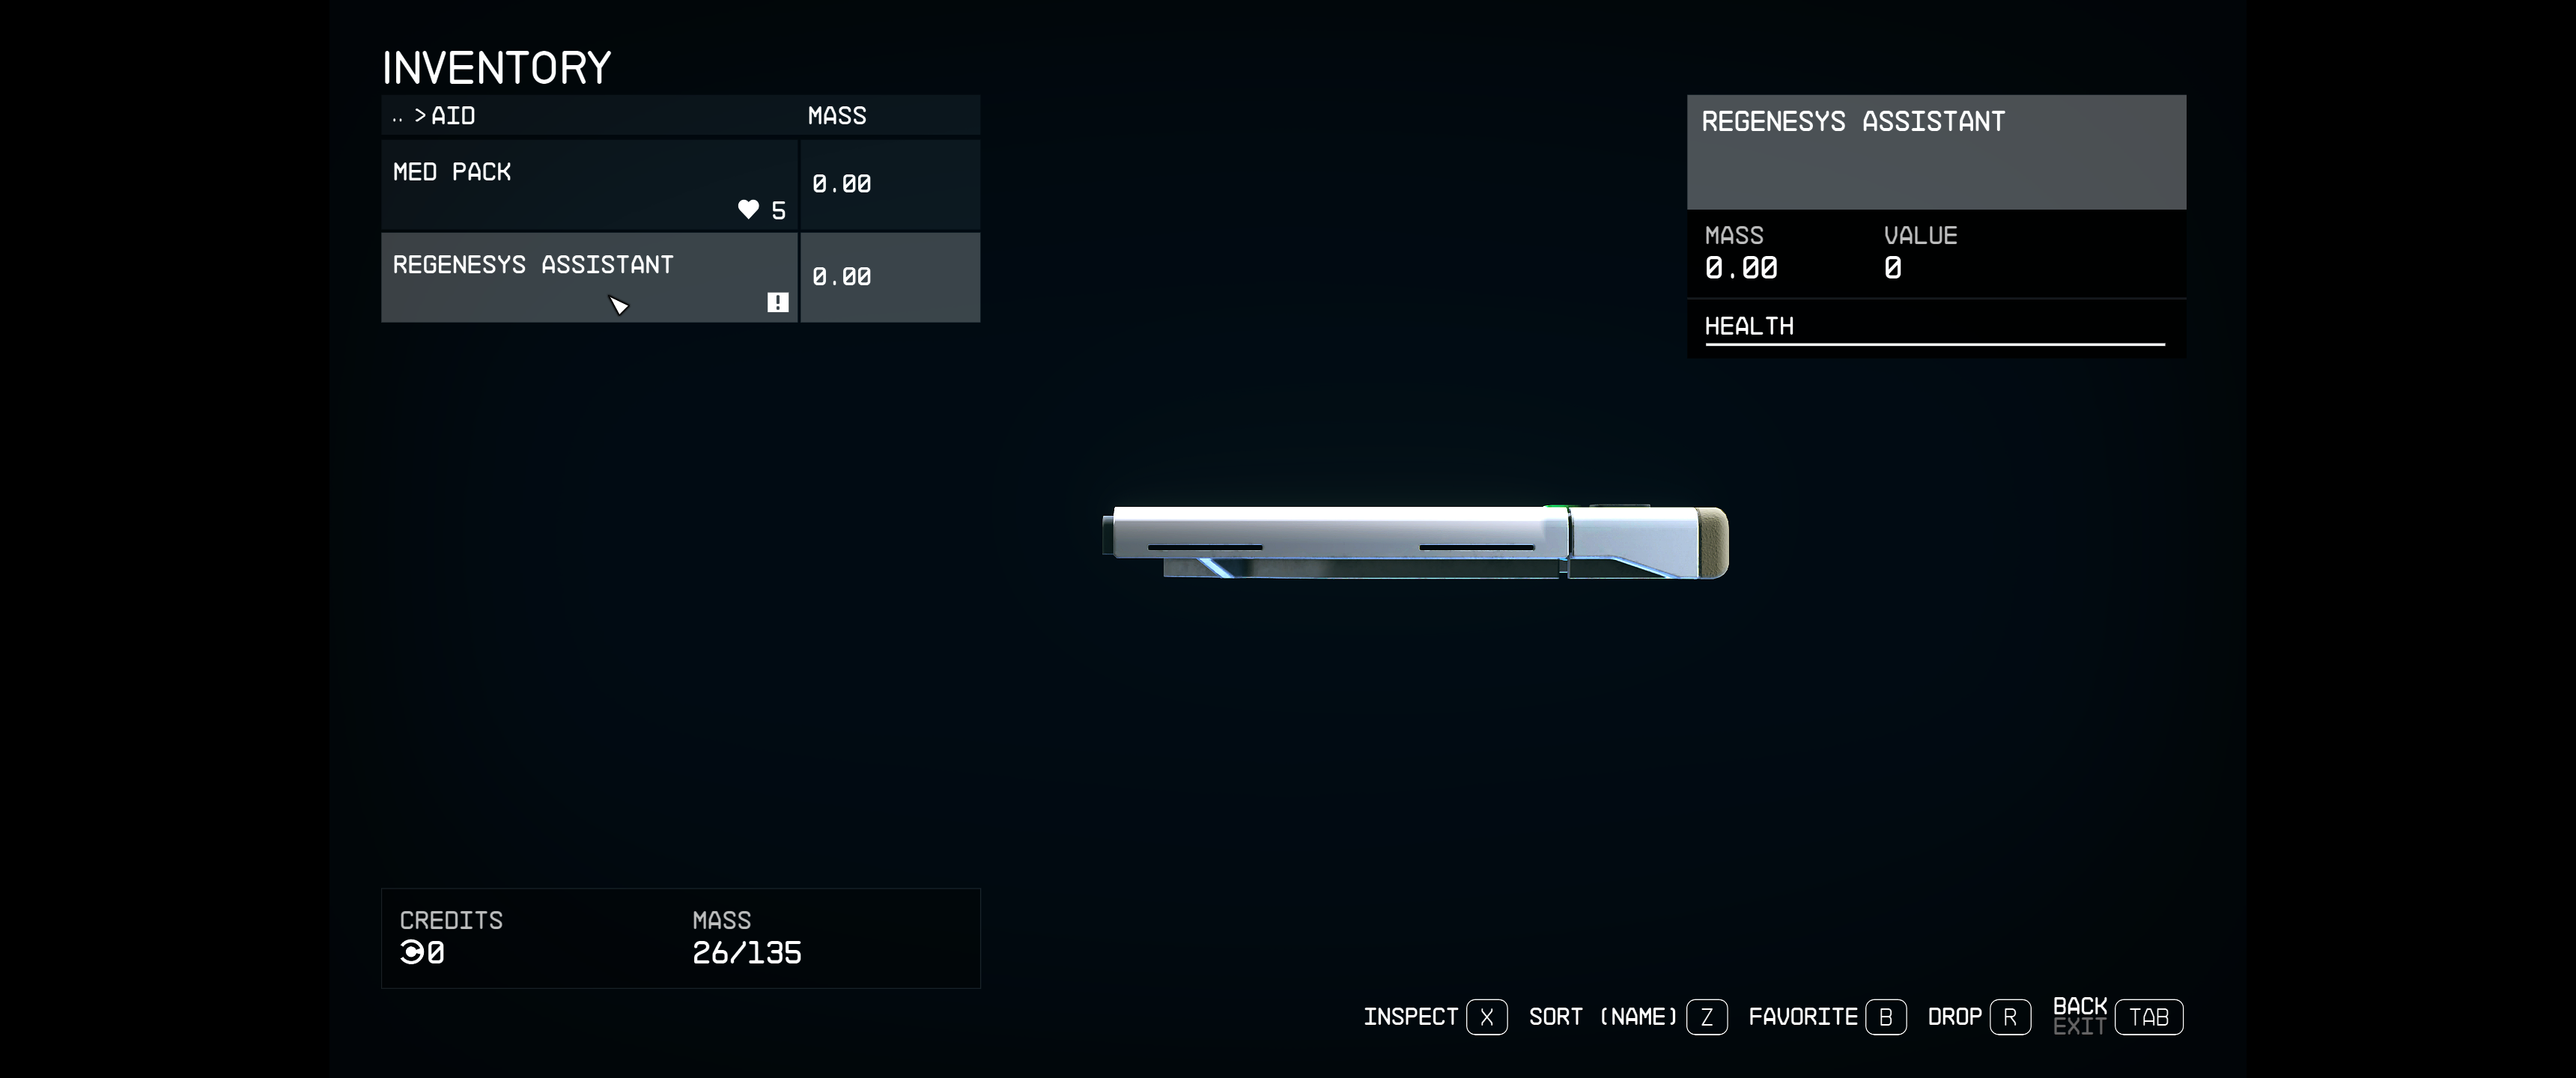 INVENTORY
.. > AID MASS
MED PACK 0.00
5
REGENESYS ASSISTANT 0.00
!
REGENESYS ASSISTANT
MASS VALUE
0.00 0
HEALTH
CREDITS MASS
0 26/135
INSPECT X SORT (NAME) Z FAVORITE B DROP R BACK TAB
EXIT